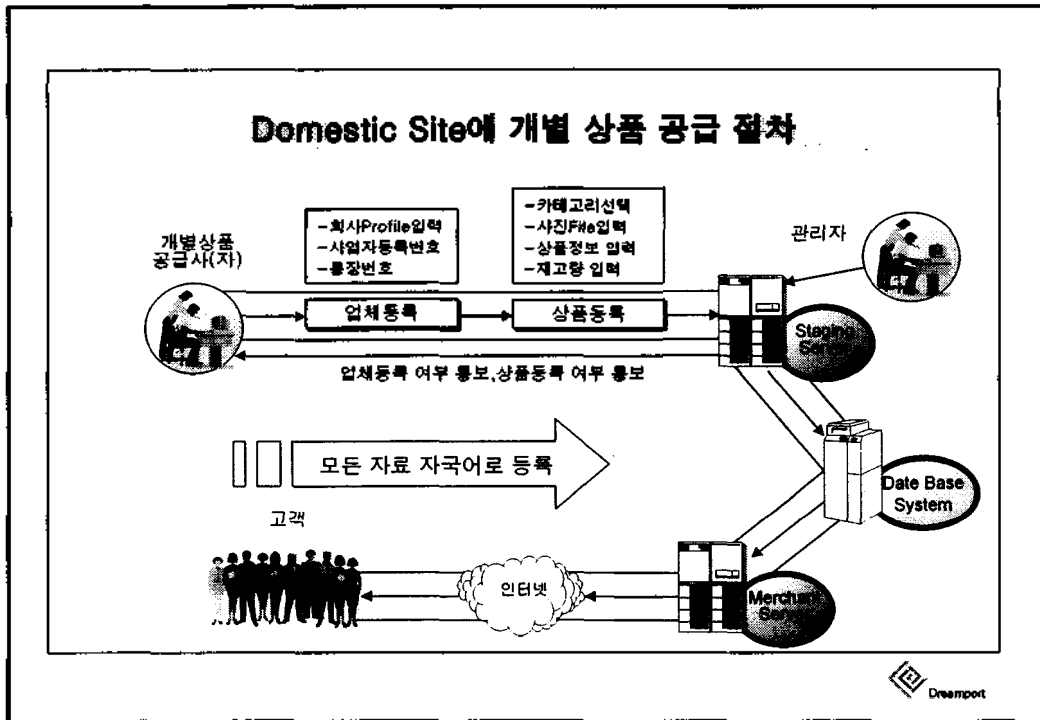 Domestic Site에 개별 상품 공급 절차
개별상품
공급사(자)
-회사Profile입력
-사업자등록번호
-통장번호
-카테고리선택
-사진File입력
-상품정보 입력
-재고량 입력
관리자
업체등록
상품등록
Staging
Server
업체등록 여부 통보,상품등록 여부 통보
모든 자료 자국어로 등록
Date Base
System
고객
인터넷
Merchant
Server
Dreamport